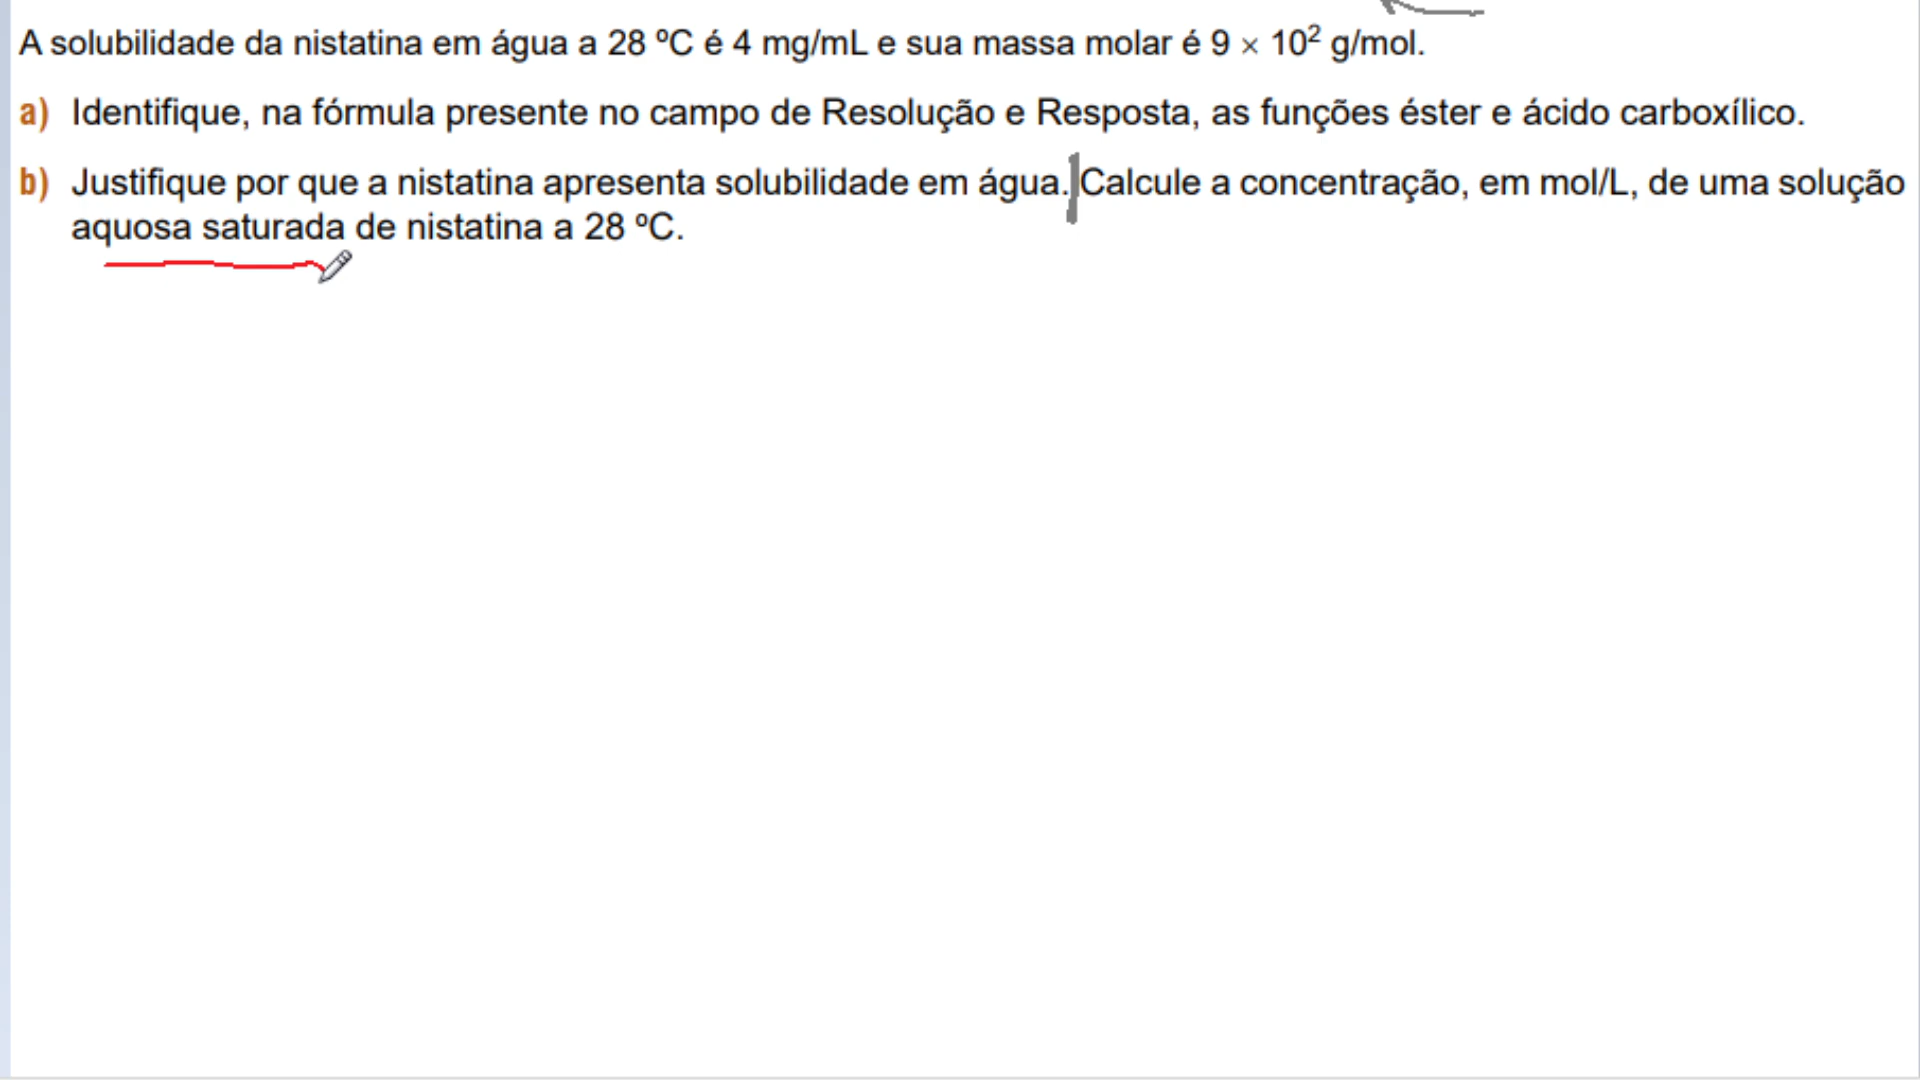 A solubilidade da nistatina em água a 28 ºC é 4 mg/mL e sua massa molar é 9 × 10² g/mol.
a) Identifique, na fórmula presente no campo de Resolução e Resposta, as funções éster e ácido carboxílico.
b) Justifique por que a nistatina apresenta solubilidade em água. Calcule a concentração, em mol/L, de uma solução
aquosa saturada de nistatina a 28 ºC.